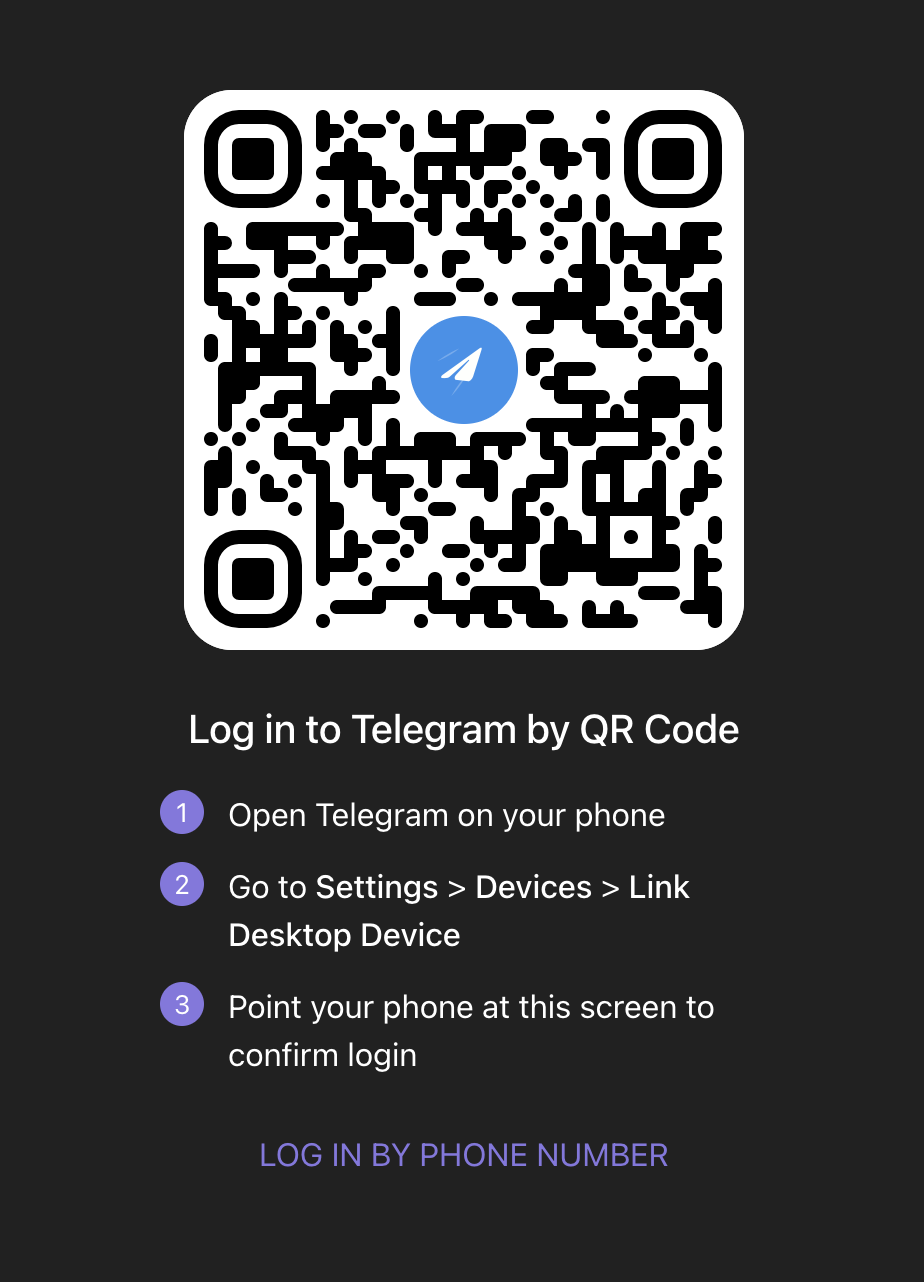 Log in to Telegram by QR Code
1 Open Telegram on your phone
2 Go to Settings > Devices > Link
Desktop Device
3 Point your phone at this screen to
confirm login
LOG IN BY PHONE NUMBER